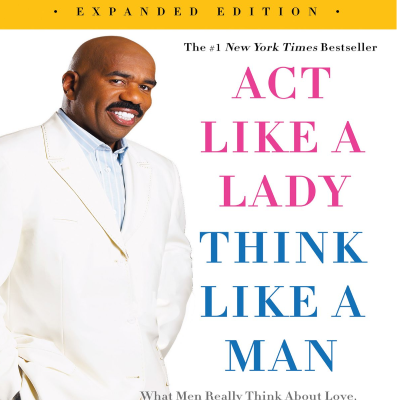 • EXPANDED EDITION •
The #1 New York Times Bestseller
ACT
LIKE A
LADY
THINK
LIKE A
MAN
What Men Really Think About Love,